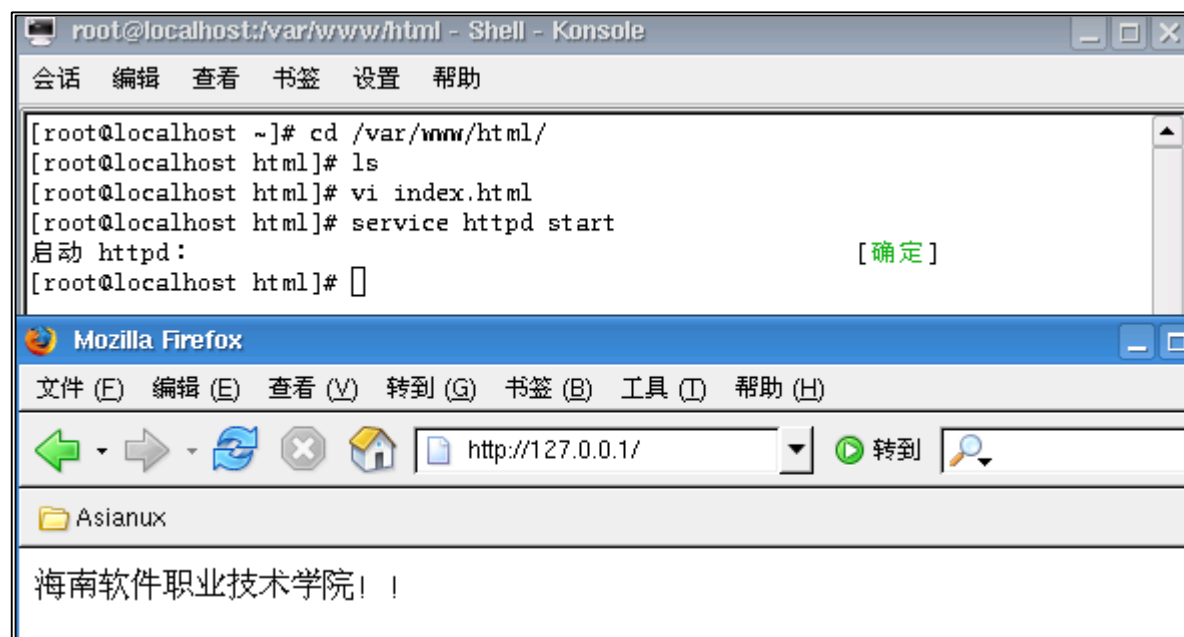 root@localhost:/var/www/html - Shell - Konsole
会话 编辑 查看 书签 设置 帮助
[root@localhost ~]# cd /var/www/html/
[root@localhost html]# ls
[root@localhost html]# vi index.html
[root@localhost html]# service httpd start
启动 httpd： [确定]
[root@localhost html]#
Mozilla Firefox
文件 (F) 编辑 (E) 查看 (V) 转到 (G) 书签 (B) 工具 (T) 帮助 (H)
http://127.0.0.1/ 转到
Asianux
海南软件职业技术学院！！